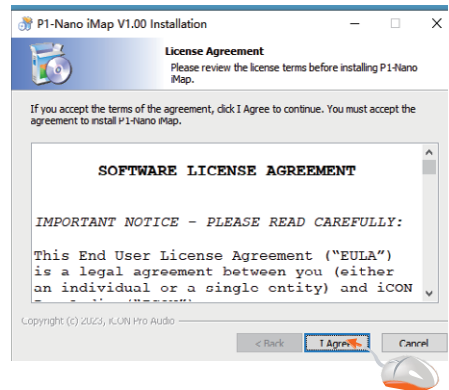 P1-Nano iMap V1.00 Installation
License Agreement
Please review the license terms before installing P1-Nano
iMap.
If you accept the terms of the agreement, click I Agree to continue. You must accept the
agreement to install P1-Nano iMap.
SOFTWARE LICENSE AGREEMENT
IMPORTANT NOTICE – PLEASE READ CAREFULLY:
This End User License Agreement (“EULA”)
is a legal agreement between you (either
an individual or a single entity) and iCON
Copyright (c) 2023, iCON Pro Audio
< Back
I Agree
Cancel